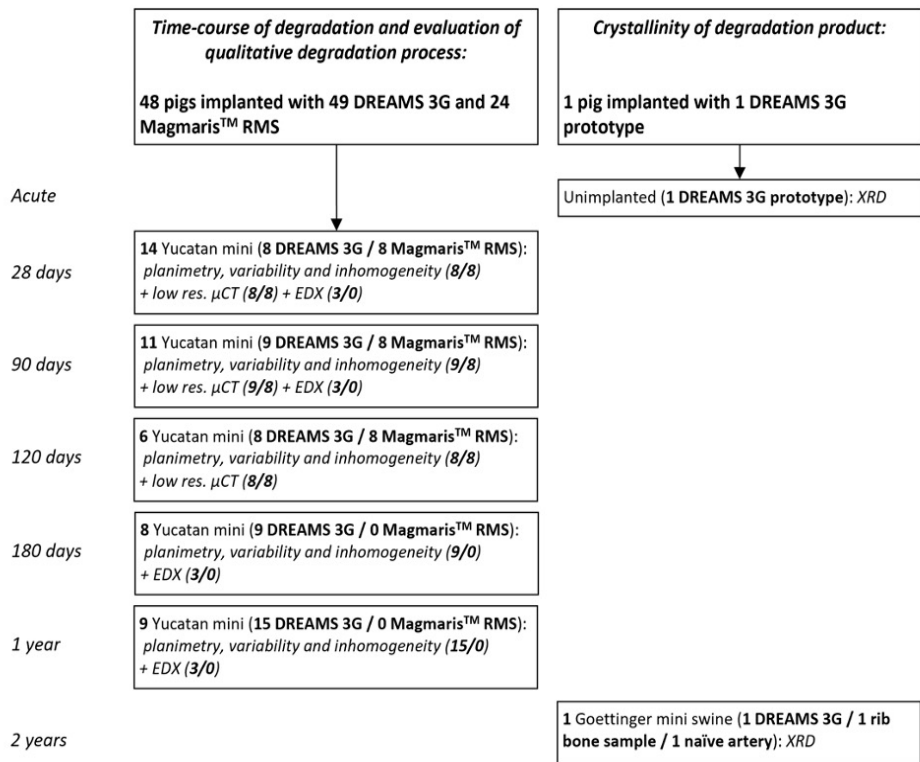 Time-course of degradation and evaluation of
qualitative degradation process:
48 pigs implanted with 49 DREAMS 3G and 24
Magmaris™ RMS
Crystallinity of degradation product:
1 pig implanted with 1 DREAMS 3G
prototype
Acute
Unimplanted (1 DREAMS 3G prototype): XRD
28 days
14 Yucatan mini (8 DREAMS 3G / 8 Magmaris™ RMS):
planimetry, variability and inhomogeneity (8/8)
+ low res. µCT (8/8) + EDX (3/0)
90 days
11 Yucatan mini (9 DREAMS 3G / 8 Magmaris™ RMS):
planimetry, variability and inhomogeneity (9/8)
+ low res. µCT (9/8) + EDX (3/0)
120 days
6 Yucatan mini (8 DREAMS 3G / 8 Magmaris™ RMS):
planimetry, variability and inhomogeneity (8/8)
+ low res. µCT (8/8)
180 days
8 Yucatan mini (9 DREAMS 3G / 0 Magmaris™ RMS):
planimetry, variability and inhomogeneity (9/0)
+ EDX (3/0)
1 year
9 Yucatan mini (15 DREAMS 3G / 0 Magmaris™ RMS):
planimetry, variability and inhomogeneity (15/0)
+ EDX (3/0)
2 years
1 Goettinger mini swine (1 DREAMS 3G / 1 rib
bone sample / 1 naïve artery): XRD